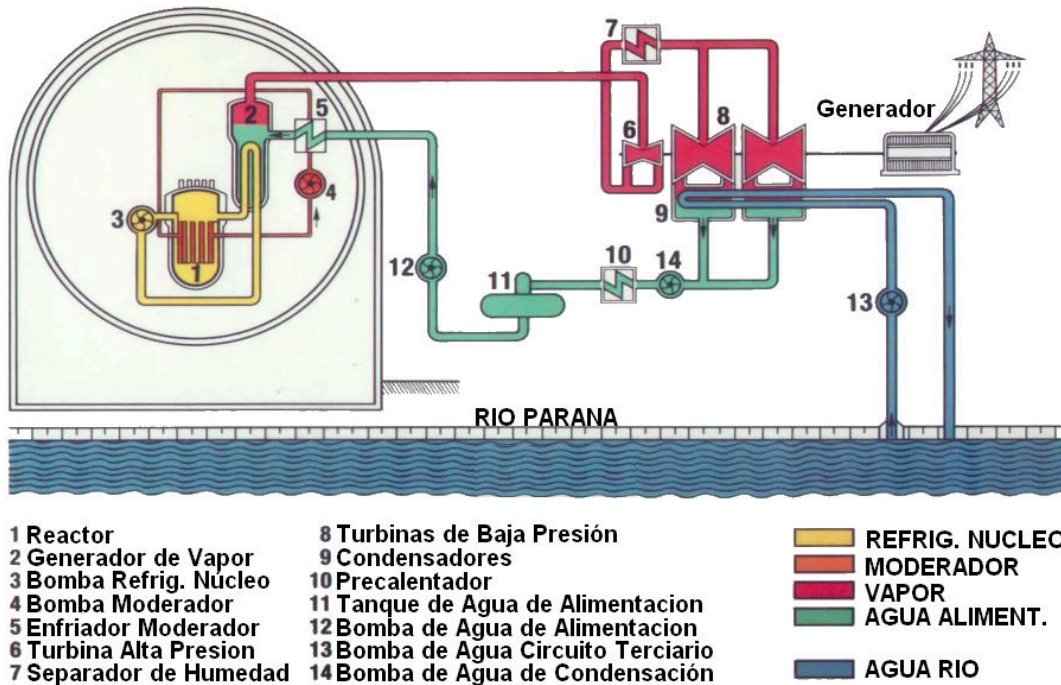 7
8
Generador
2
5
6
4
3
9
1
10
14
12
11
13
RIO PARANA
1 Reactor
2 Generador de Vapor
3 Bomba Refrig. Núcleo
4 Bomba Moderador
5 Enfriador Moderador
6 Turbina Alta Presion
7 Separador de Humedad
8 Turbinas de Baja Presión
9 Condensadores
10 Precalentador
11 Tanque de Agua de Alimentacion
12 Bomba de Agua de Alimentacion
13 Bomba de Agua Circuito Terciario
14 Bomba de Agua de Condensación
REFRIG. NUCLEO
MODERADOR
VAPOR
AGUA ALIMENT.
AGUA RIO